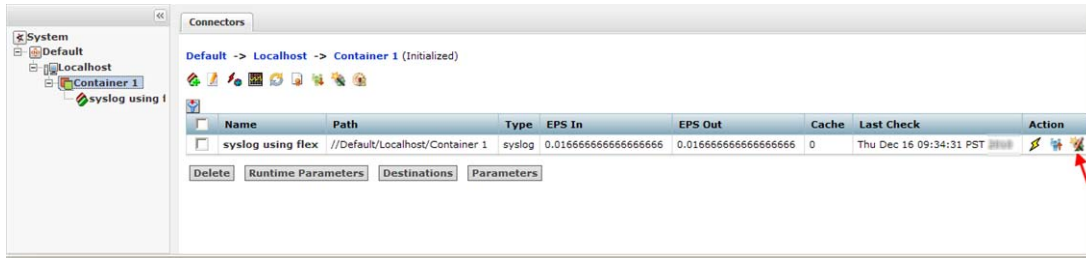 System
Default
Localhost
Container 1
syslog using f
Connectors
Default -> Localhost -> Container 1 (Initialized)
Name Path Type EPS In EPS Out Cache Last Check Action
syslog using flex //Default/Localhost/Container 1 syslog 0.016666666666666666 0.016666666666666666 0 Thu Dec 16 09:34:31 PST
Delete Runtime Parameters Destinations Parameters